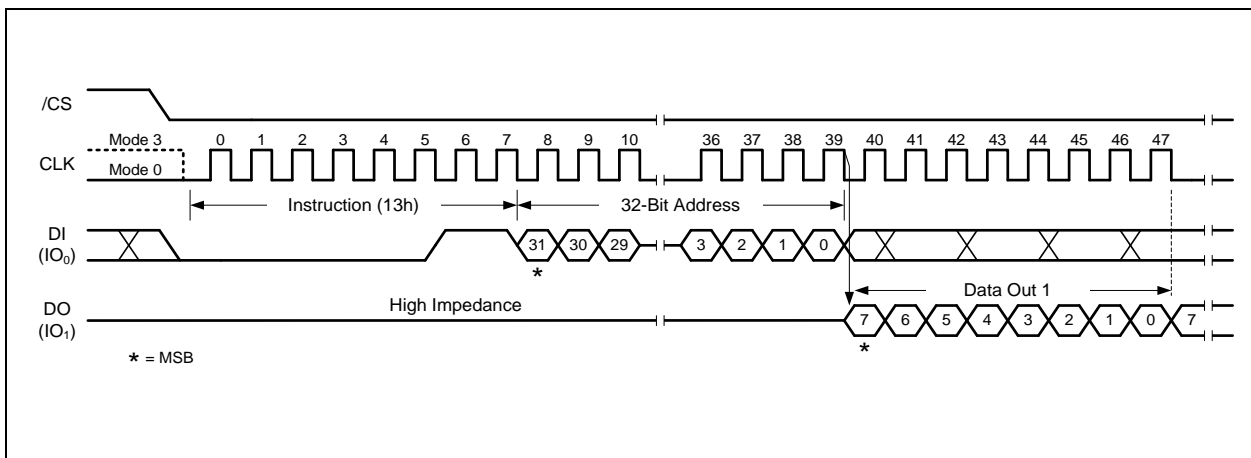 /CS
Mode 3 0 1 2 3 4 5 6 7 8 9 10 36 37 38 39 40 41 42 43 44 45 46 47
CLK
Mode 0
Instruction (13h) 32-Bit Address
DI
(IO₀)
31 30 29 3 2 1 0
*
Data Out 1
High Impedance
DO
(IO₁)
7 6 5 4 3 2 1 0 7
*
* = MSB